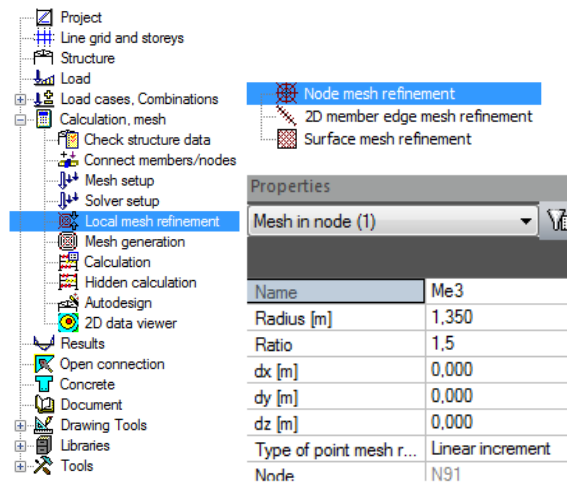 Project
Line grid and storeys
Structure
Load
Load cases, Combinations
Calculation, mesh
Check structure data
Connect members/nodes
Mesh setup
Solver setup
Local mesh refinement
Mesh generation
Calculation
Hidden calculation
Autodesign
2D data viewer
Results
Open connection
Concrete
Document
Drawing Tools
Libraries
Tools
Node mesh refinement
2D member edge mesh refinement
Surface mesh refinement
Properties
Mesh in node (1)
Name Me3
Radius [m] 1,350
Ratio 1,5
dx [m] 0,000
dy [m] 0,000
dz [m] 0,000
Type of point mesh r... Linear increment
Node N91